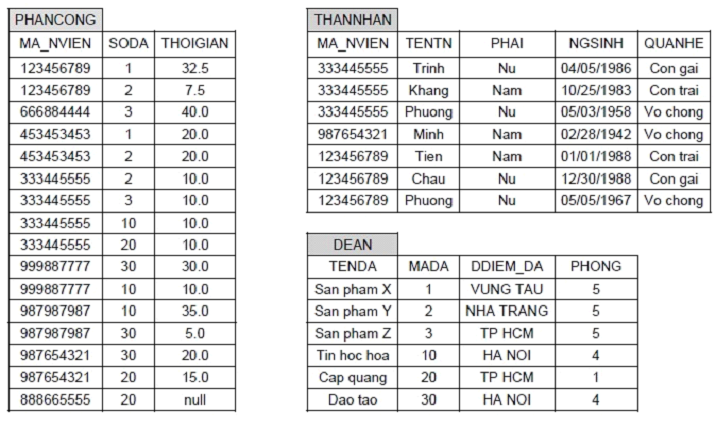 PHANCONG
MA_NVIEN SODA THOIGIAN
123456789 1 32.5
123456789 2 7.5
666884444 3 40.0
453453453 1 20.0
453453453 2 20.0
333445555 2 10.0
333445555 3 10.0
333445555 10 10.0
333445555 20 10.0
999887777 30 30.0
999887777 10 10.0
987987987 10 35.0
987987987 30 5.0
987654321 30 20.0
987654321 20 15.0
888665555 20 null
THANNHAN
MA_NVIEN TENTN PHAI NGSINH QUANHE
333445555 Trinh Nu 04/05/1986 Con gai
333445555 Khang Nam 10/25/1983 Con trai
333445555 Phuong Nu 05/03/1958 Vo chong
987654321 Minh Nam 02/28/1942 Vo chong
123456789 Tien Nam 01/01/1988 Con trai
123456789 Chau Nu 12/30/1988 Con gai
123456789 Phuong Nu 05/05/1967 Vo chong
DEAN
TENDA MADA DDIEM_DA PHONG
San pham X 1 VUNG TAU 5
San pham Y 2 NHA TRANG 5
San pham Z 3 TP HCM 5
Tin hoc hoa 10 HA NOI 4
Cap quang 20 TP HCM 1
Dao tao 30 HA NOI 4